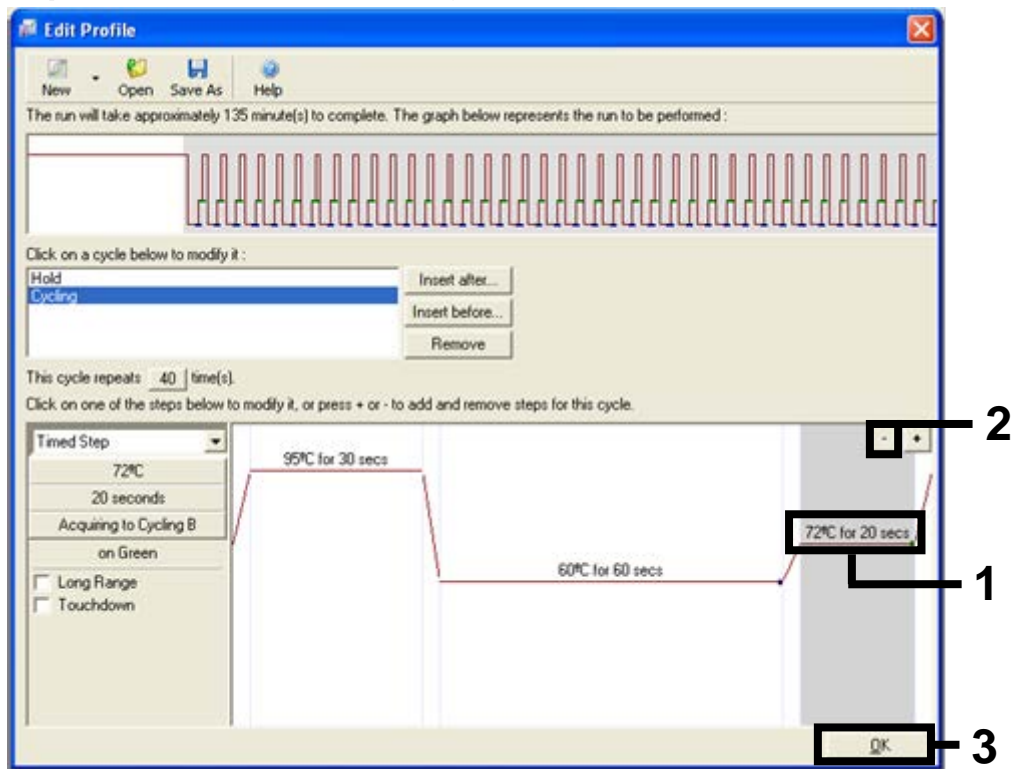 Edit Profile
New Open Save As Help
The run will take approximately 135 minute(s) to complete. The graph below represents the run to be performed :
Click on a cycle below to modify it :
Hold
Cycling
Insert after...
Insert before...
Remove
This cycle repeats 40 time(s).
Click on one of the steps below to modify it, or press + or - to add and remove steps for this cycle.
Timed Step
72ºC
20 seconds
Acquiring to Cycling B
on Green
Long Range
Touchdown
95ºC for 30 secs
60ºC for 60 secs
72ºC for 20 secs
- +
2
1
OK
3